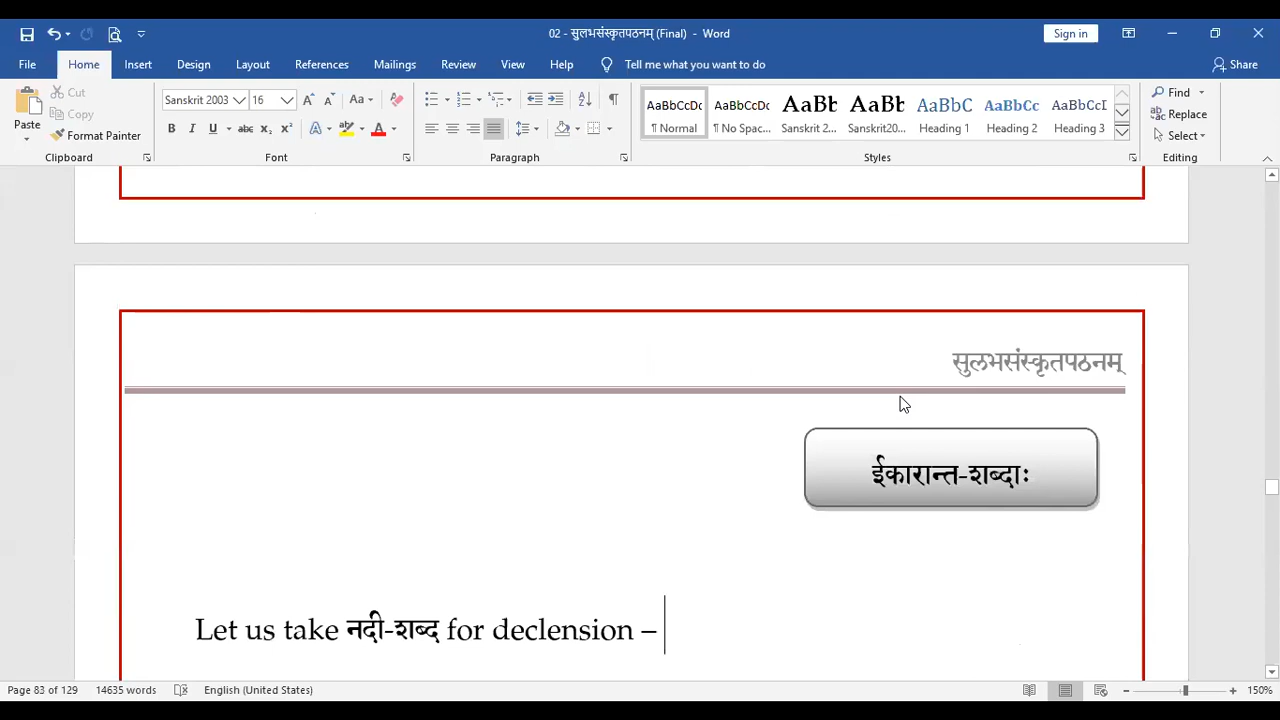 02 - सुलभसंस्कृतपठनम् (Final) - Word
Sign in
File Home Insert Design Layout References Mailings Review View Help Tell me what you want to do Share
Paste
Cut
Copy
Format Painter
Clipboard
Sanskrit 2003 16
Font
Paragraph
AaBbCcDc AaBbCcDc AaBb AaBb AaBbC AaBbCc AaBbCcD
¶ Normal ¶ No Spac... Sanskrit 2... Sanskrit20... Heading 1 Heading 2 Heading 3
Styles
Find
Replace
Select
Editing
सुलभसंस्कृतपठनम्
ईकारान्त-शब्दाः
Let us take नदी-शब्द for declension –
Page 83 of 129 14635 words English (United States) 150%